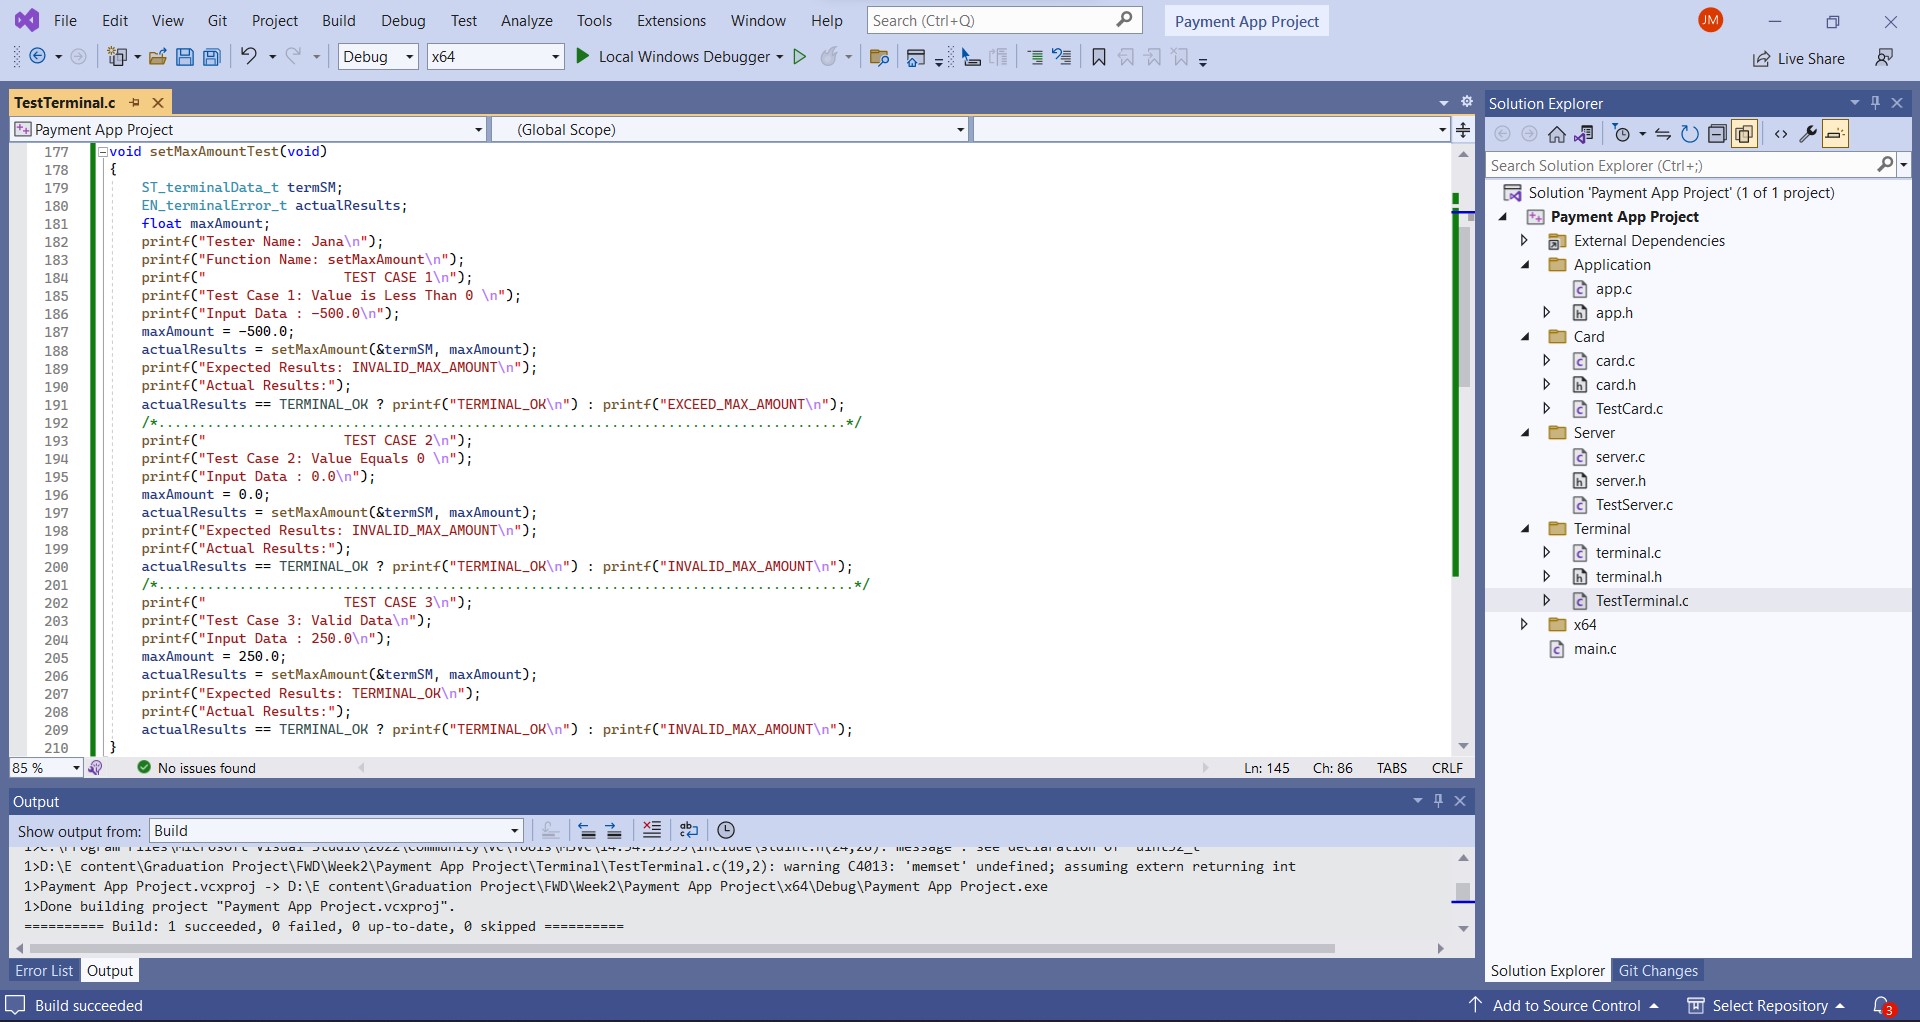 File Edit View Git Project Build Debug Test Analyze Tools Extensions Window Help Search (Ctrl+Q) Payment App Project JM
Debug x64 Local Windows Debugger Live Share
TestTerminal.c
Payment App Project (Global Scope)
177 void setMaxAmountTest(void)
178 {
179 ST_terminalData_t termSM;
180 EN_terminalError_t actualResults;
181 float maxAmount;
182 printf("Tester Name: Jana\n");
183 printf("Function Name: setMaxAmount\n");
184 printf("                 TEST CASE 1\n");
185 printf("Test Case 1: Value is Less Than 0 \n");
186 printf("Input Data : -500.0\n");
187 maxAmount = -500.0;
188 actualResults = setMaxAmount(&termSM, maxAmount);
189 printf("Expected Results: INVALID_MAX_AMOUNT\n");
190 printf("Actual Results:");
191 actualResults == TERMINAL_OK ? printf("TERMINAL_OK\n") : printf("EXCEED_MAX_AMOUNT\n");
192 /*.......................................................................................*/
193 printf("                 TEST CASE 2\n");
194 printf("Test Case 2: Value Equals 0 \n");
195 printf("Input Data : 0.0\n");
196 maxAmount = 0.0;
197 actualResults = setMaxAmount(&termSM, maxAmount);
198 printf("Expected Results: INVALID_MAX_AMOUNT\n");
199 printf("Actual Results:");
200 actualResults == TERMINAL_OK ? printf("TERMINAL_OK\n") : printf("INVALID_MAX_AMOUNT\n");
201 /*........................................................................................*/
202 printf("                 TEST CASE 3\n");
203 printf("Test Case 3: Valid Data\n");
204 printf("Input Data : 250.0\n");
205 maxAmount = 250.0;
206 actualResults = setMaxAmount(&termSM, maxAmount);
207 printf("Expected Results: TERMINAL_OK\n");
208 printf("Actual Results:");
209 actualResults == TERMINAL_OK ? printf("TERMINAL_OK\n") : printf("INVALID_MAX_AMOUNT\n");
210 }
85 % No issues found Ln: 145 Ch: 86 TABS CRLF
Output
Show output from: Build
1>D:\E content\Graduation Project\FWD\Week2\Payment App Project\Terminal\TestTerminal.c(19,2): warning C4013: 'memset' undefined; assuming extern returning int
1>Payment App Project.vcxproj -> D:\E content\Graduation Project\FWD\Week2\Payment App Project\x64\Debug\Payment App Project.exe
1>Done building project "Payment App Project.vcxproj".
========== Build: 1 succeeded, 0 failed, 0 up-to-date, 0 skipped ==========
Error List Output
Solution Explorer
Search Solution Explorer (Ctrl+;)
Solution 'Payment App Project' (1 of 1 project)
Payment App Project
External Dependencies
Application
app.c
app.h
Card
card.c
card.h
TestCard.c
Server
server.c
server.h
TestServer.c
Terminal
terminal.c
terminal.h
TestTerminal.c
x64
main.c
Solution Explorer Git Changes
Build succeeded Add to Source Control Select Repository 3